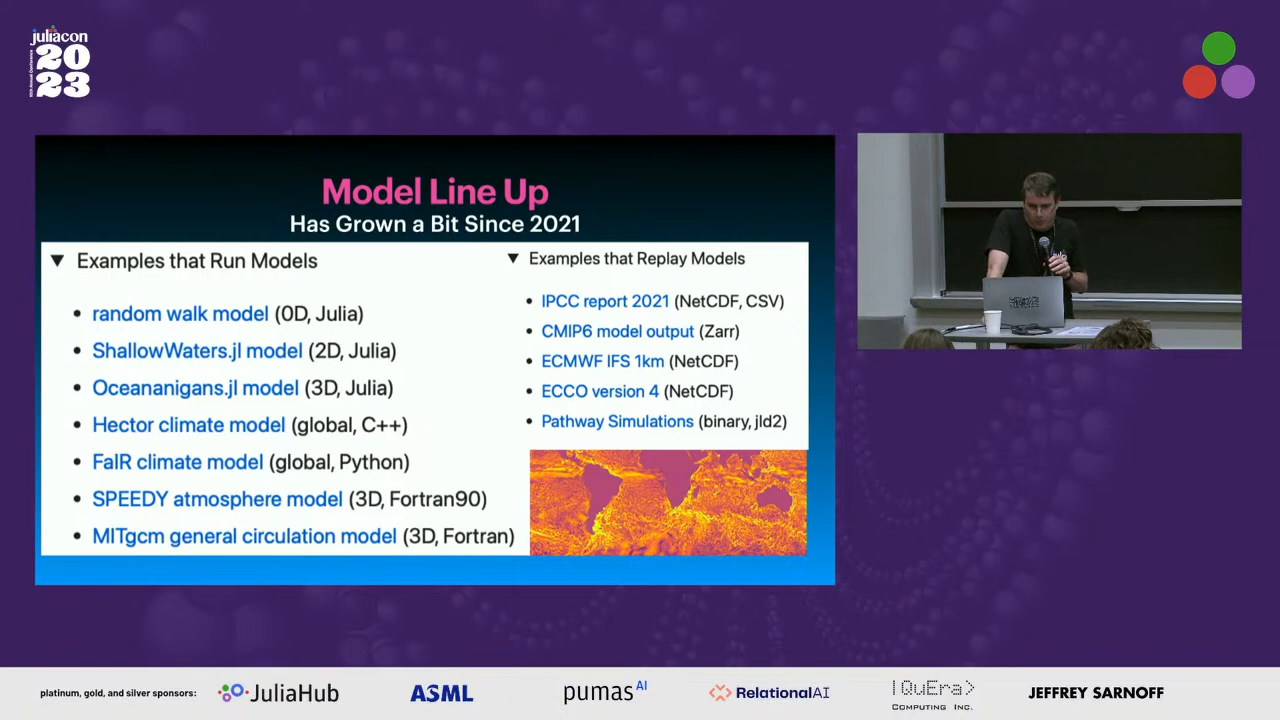 juliacon
20
23
Model Line Up
Has Grown a Bit Since 2021
▼ Examples that Run Models
• random walk model (0D, Julia)
• ShallowWaters.jl model (2D, Julia)
• Oceananigans.jl model (3D, Julia)
• Hector climate model (global, C++)
• FaIR climate model (global, Python)
• SPEEDY atmosphere model (3D, Fortran90)
• MITgcm general circulation model (3D, Fortran)
▼ Examples that Replay Models
• IPCC report 2021 (NetCDF, CSV)
• CMIP6 model output (Zarr)
• ECMWF IFS 1km (NetCDF)
• ECCO version 4 (NetCDF)
• Pathway Simulations (binary, jld2)
platinum, gold, and silver sponsors:
JuliaHub
ASML
pumas AI
RelationalAI
|QuEra>
COMPUTING INC.
JEFFREY SARNOFF